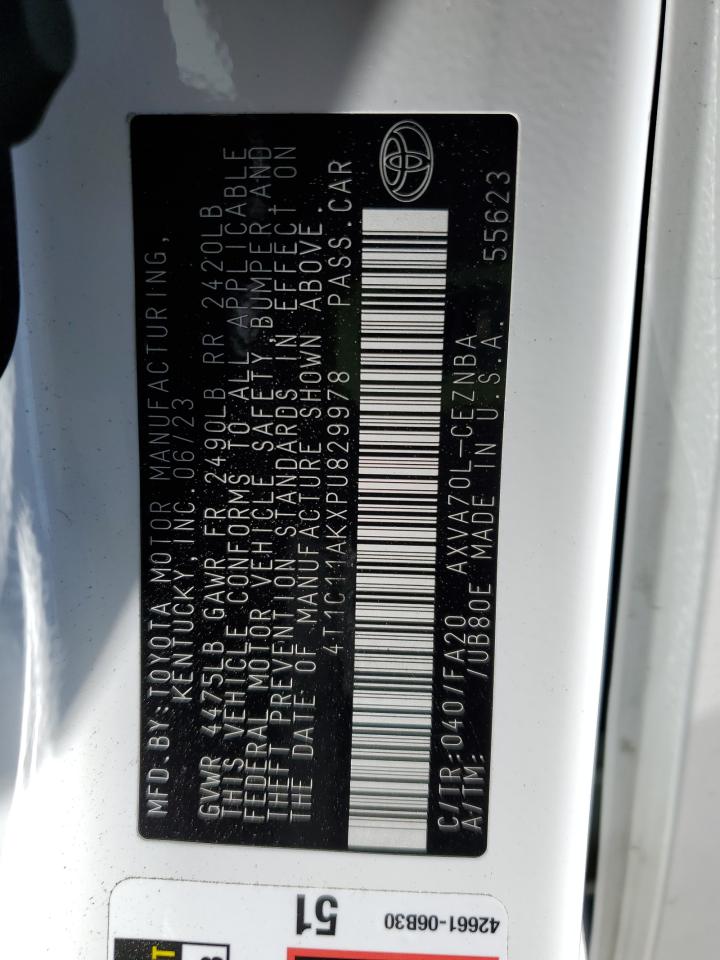 MFD.BY:TOYOTA MOTOR MANUFACTURING,
KENTUCKY,INC. 06/23
GVWR 4475LB GAWR FR 2490LB RR 2420LB
THIS VEHICLE CONFORMS TO ALL APPLICABLE
FEDERAL MOTOR VEHICLE SAFETY,BUMPER,AND
THEFT PREVENTION STANDARDS IN EFFECT ON
THE DATE OF MANUFACTURE SHOWN ABOVE.
4T1C11AKXPU829978 PASS.CAR
C/TR:040/FA20 AXVA70L-CEZNBA
A/TM: /UB80E MADE IN U.S.A. 55623
51
42661-06B30